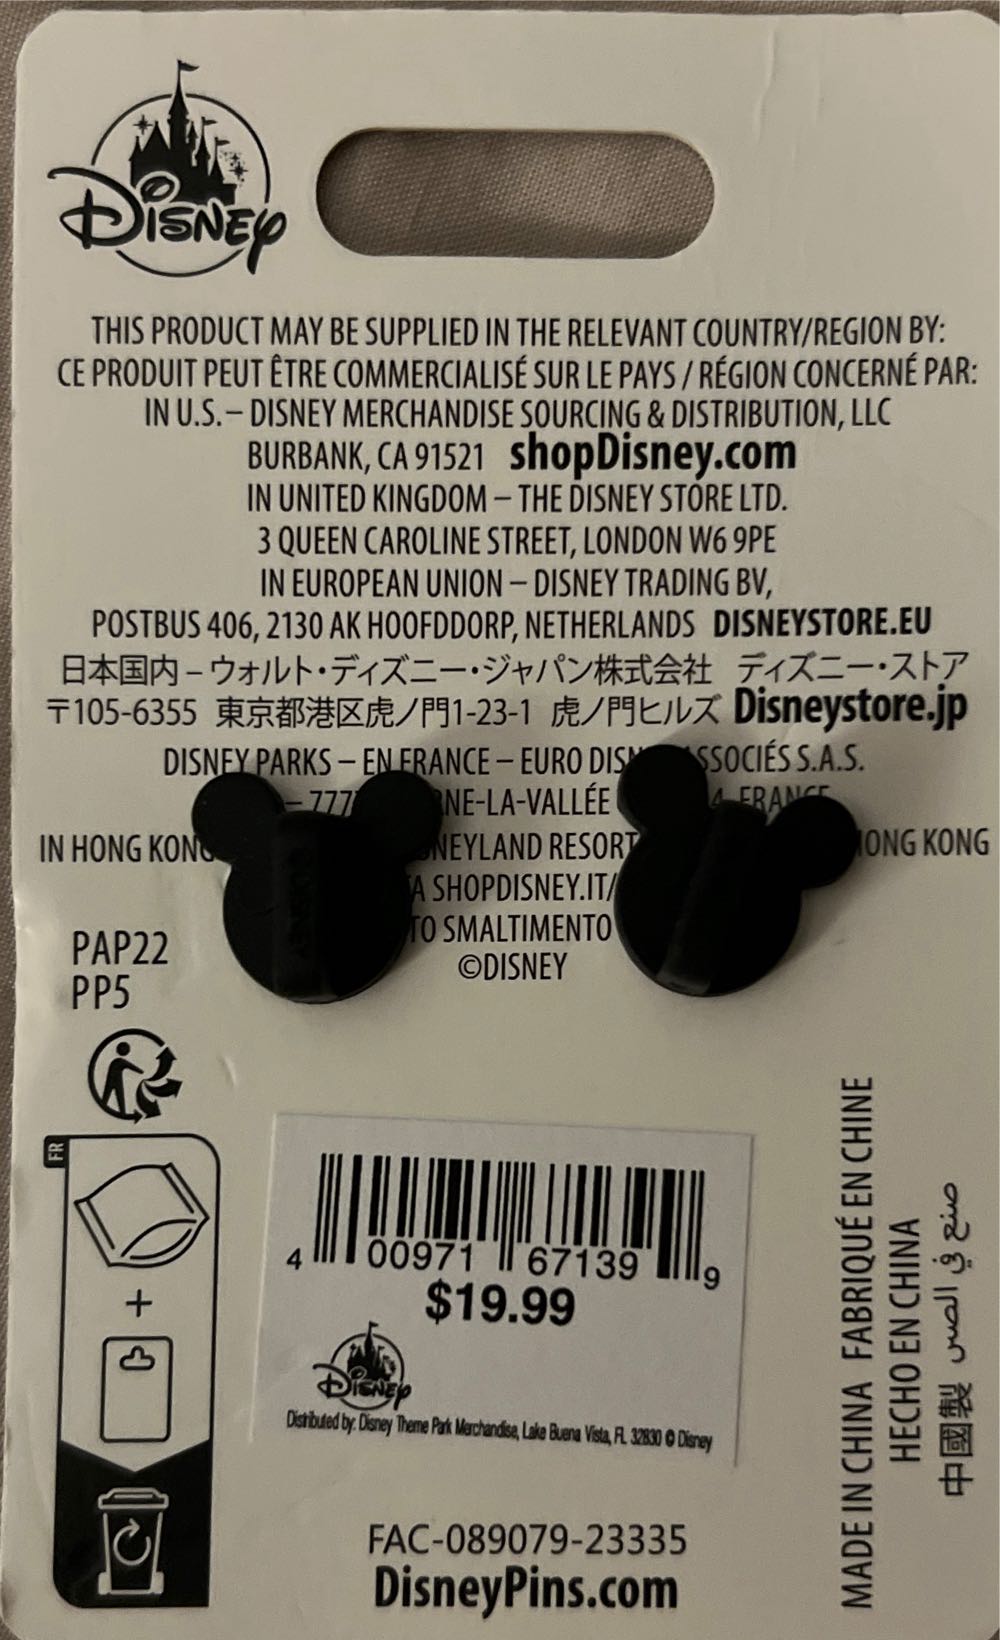 DISNEY
THIS PRODUCT MAY BE SUPPLIED IN THE RELEVANT COUNTRY/REGION BY:
CE PRODUIT PEUT ÊTRE COMMERCIALISÉ SUR LE PAYS / RÉGION CONCERNÉ PAR:
IN U.S. – DISNEY MERCHANDISE SOURCING & DISTRIBUTION, LLC
BURBANK, CA 91521 shopDisney.com
IN UNITED KINGDOM – THE DISNEY STORE LTD.
3 QUEEN CAROLINE STREET, LONDON W6 9PE
IN EUROPEAN UNION – DISNEY TRADING BV,
POSTBUS 406, 2130 AK HOOFDDORP, NETHERLANDS DISNEYSTORE.EU
日本国内 – ウォルト・ディズニー・ジャパン株式会社 ディズニー・ストア
〒105-6355 東京都港区虎ノ門1-23-1 虎ノ門ヒルズ Disneystore.jp
DISNEY PARKS – EN FRANCE – EURO DIS SSOCIÉS S.A.S.
– 777 RNE-LA-VALLÉE 4 FRANCE
IN HONG KONG NEYLAND RESORT HONG KONG
A SHOPDISNEY.IT/
TO SMALTIMENTO
©DISNEY
PAP22
PP5
FR
+
4 00971 67139 9
$19.99
DISNEY
Distributed by: Disney Theme Park Merchandise, Lake Buena Vista, FL 32830 © Disney
FAC-089079-23335
DisneyPins.com
MADE IN CHINA FABRIQUÉ EN CHINE
HECHO EN CHINA
中國製 صنع في الصين